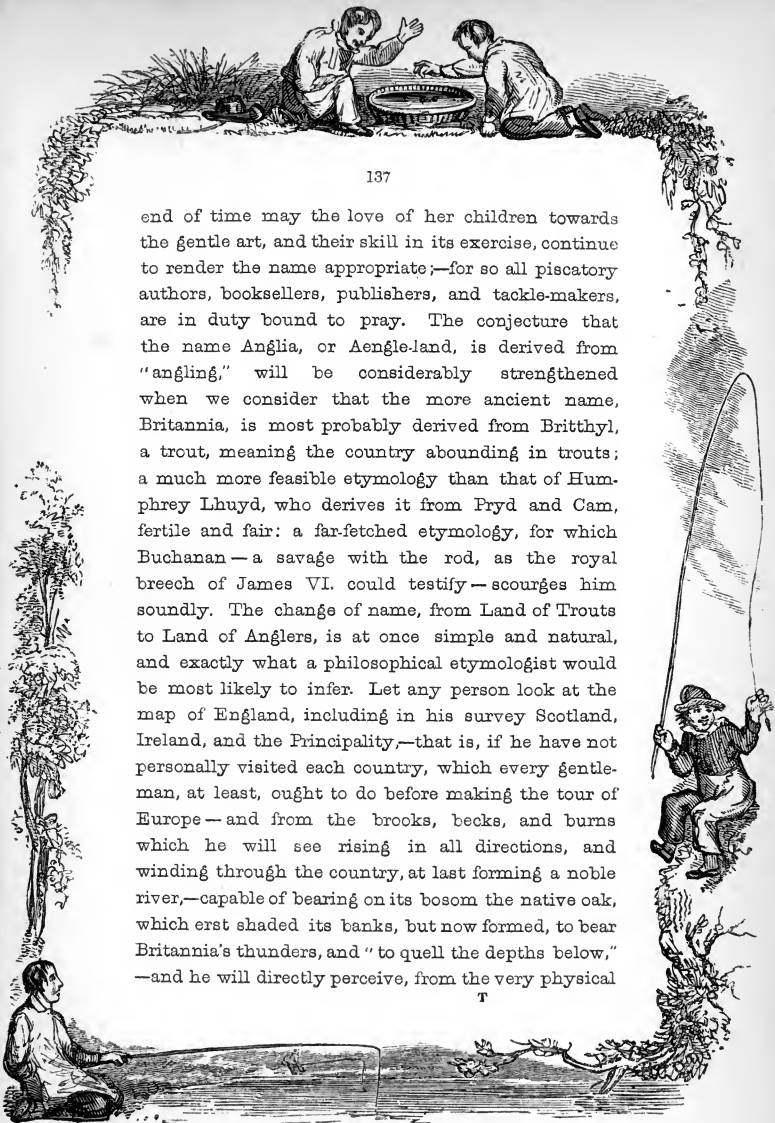 137
end of time may the love of her children towards
the gentle art, and their skill in its exercise, continue
to render the name appropriate;—for so all piscatory
authors, booksellers, publishers, and tackle-makers,
are in duty bound to pray. The conjecture that
the name Anglia, or Aengle-land, is derived from
"angling," will be considerably strengthened
when we consider that the more ancient name,
Britannia, is most probably derived from Britthyl,
a trout, meaning the country abounding in trouts;
a much more feasible etymology than that of Hum-
phrey Lhuyd, who derives it from Pryd and Cam,
fertile and fair: a far-fetched etymology, for which
Buchanan — a savage with the rod, as the royal
breech of James VI. could testify — scourges him
soundly. The change of name, from Land of Trouts
to Land of Anglers, is at once simple and natural,
and exactly what a philosophical etymologist would
be most likely to infer. Let any person look at the
map of England, including in his survey Scotland,
Ireland, and the Principality,—that is, if he have not
personally visited each country, which every gentle-
man, at least, ought to do before making the tour of
Europe — and from the brooks, becks, and burns
which he will see rising in all directions, and
winding through the country, at last forming a noble
river,—capable of bearing on its bosom the native oak,
which erst shaded its banks, but now formed, to bear
Britannia's thunders, and "to quell the depths below,"
—and he will directly perceive, from the very physical
T